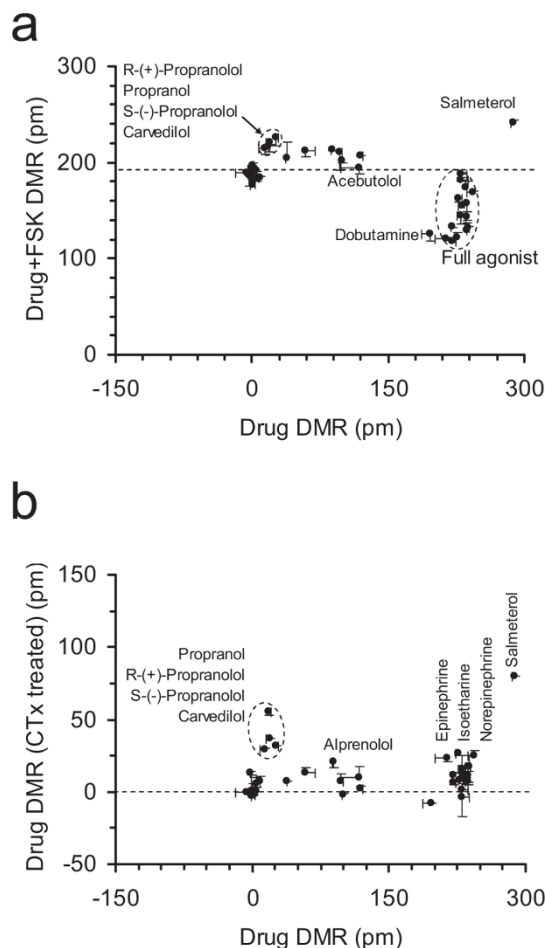 a
300
200
100
0
Drug+FSK DMR (pm)
R-(+)-Propranolol
Propranol
S-(-)-Propranolol
Carvedilol
Salmeterol
Acebutolol
Dobutamine
Full agonist
-150 0 150 300
Drug DMR (pm)
b
150
100
50
0
-50
Drug DMR (CTx treated) (pm)
Propranol
R-(+)-Propranolol
S-(-)-Propranolol
Carvedilol
Alprenolol
Epinephrine
Isoetharine
Norepinephrine
Salmeterol
-150 0 150 300
Drug DMR (pm)